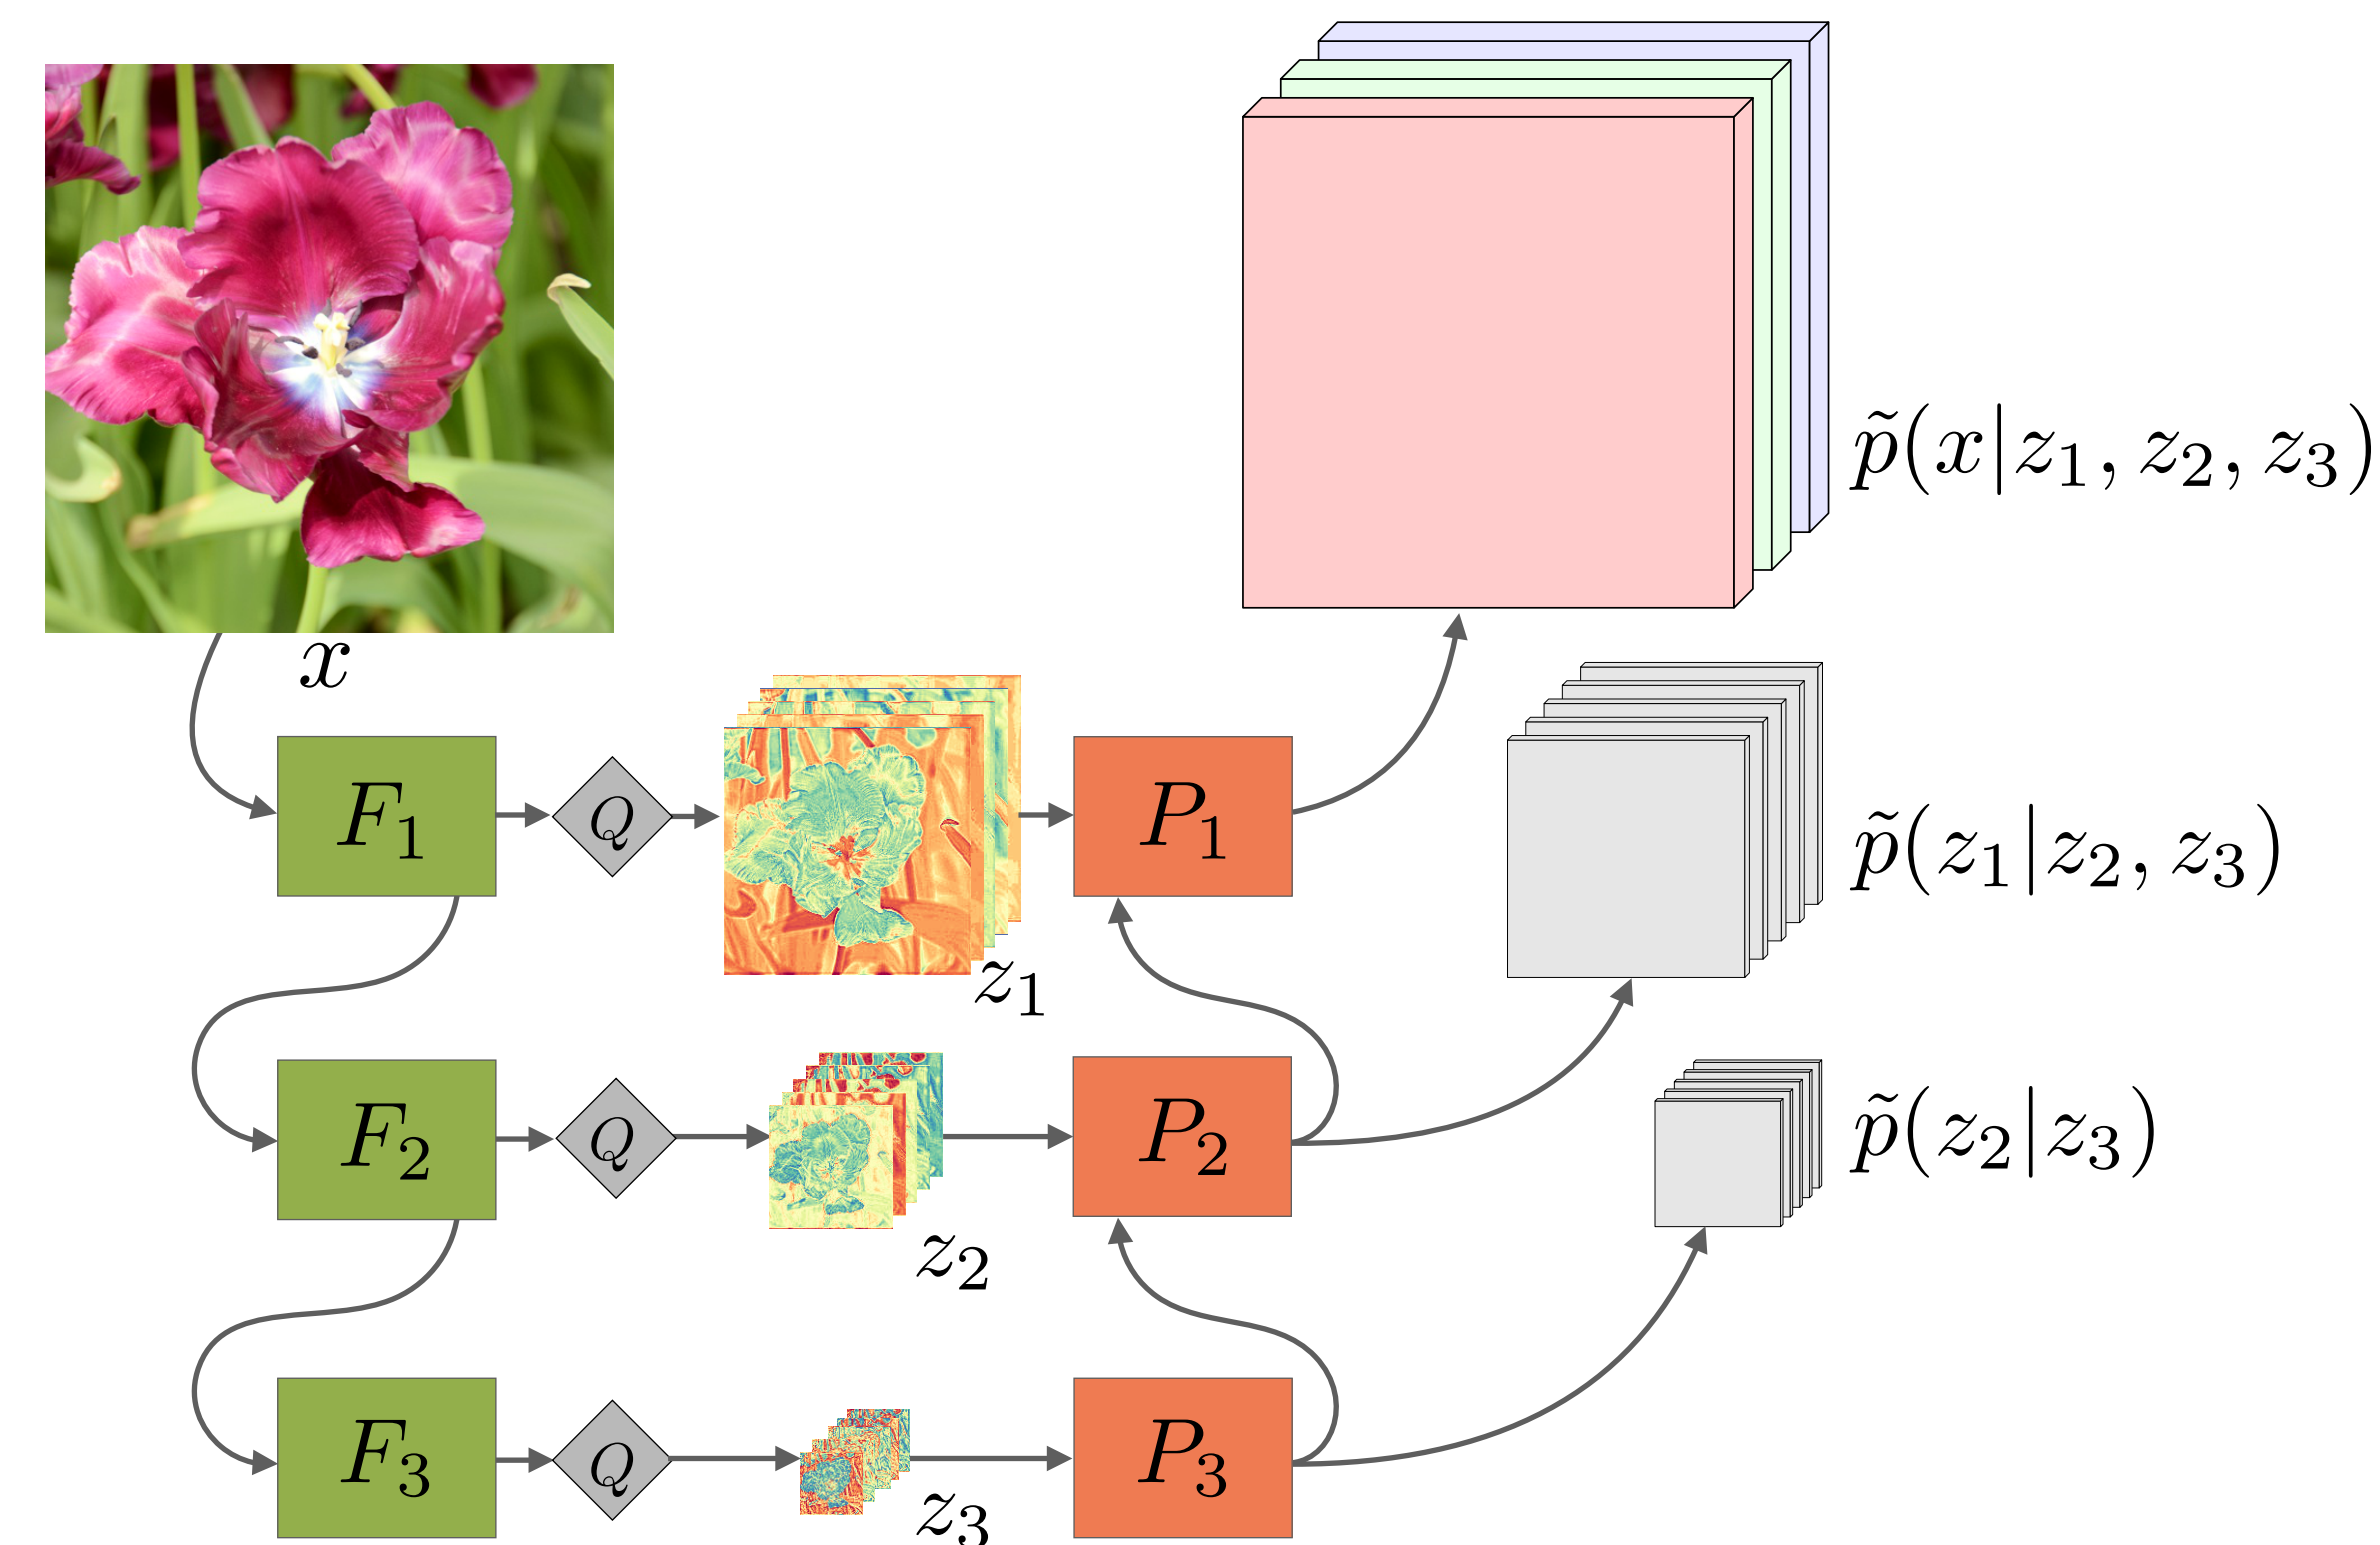 x
p̃(x|z₁, z₂, z₃)
F₁
Q
z₁
P₁
p̃(z₁|z₂, z₃)
F₂
Q
z₂
P₂
p̃(z₂|z₃)
F₃
Q
z₃
P₃